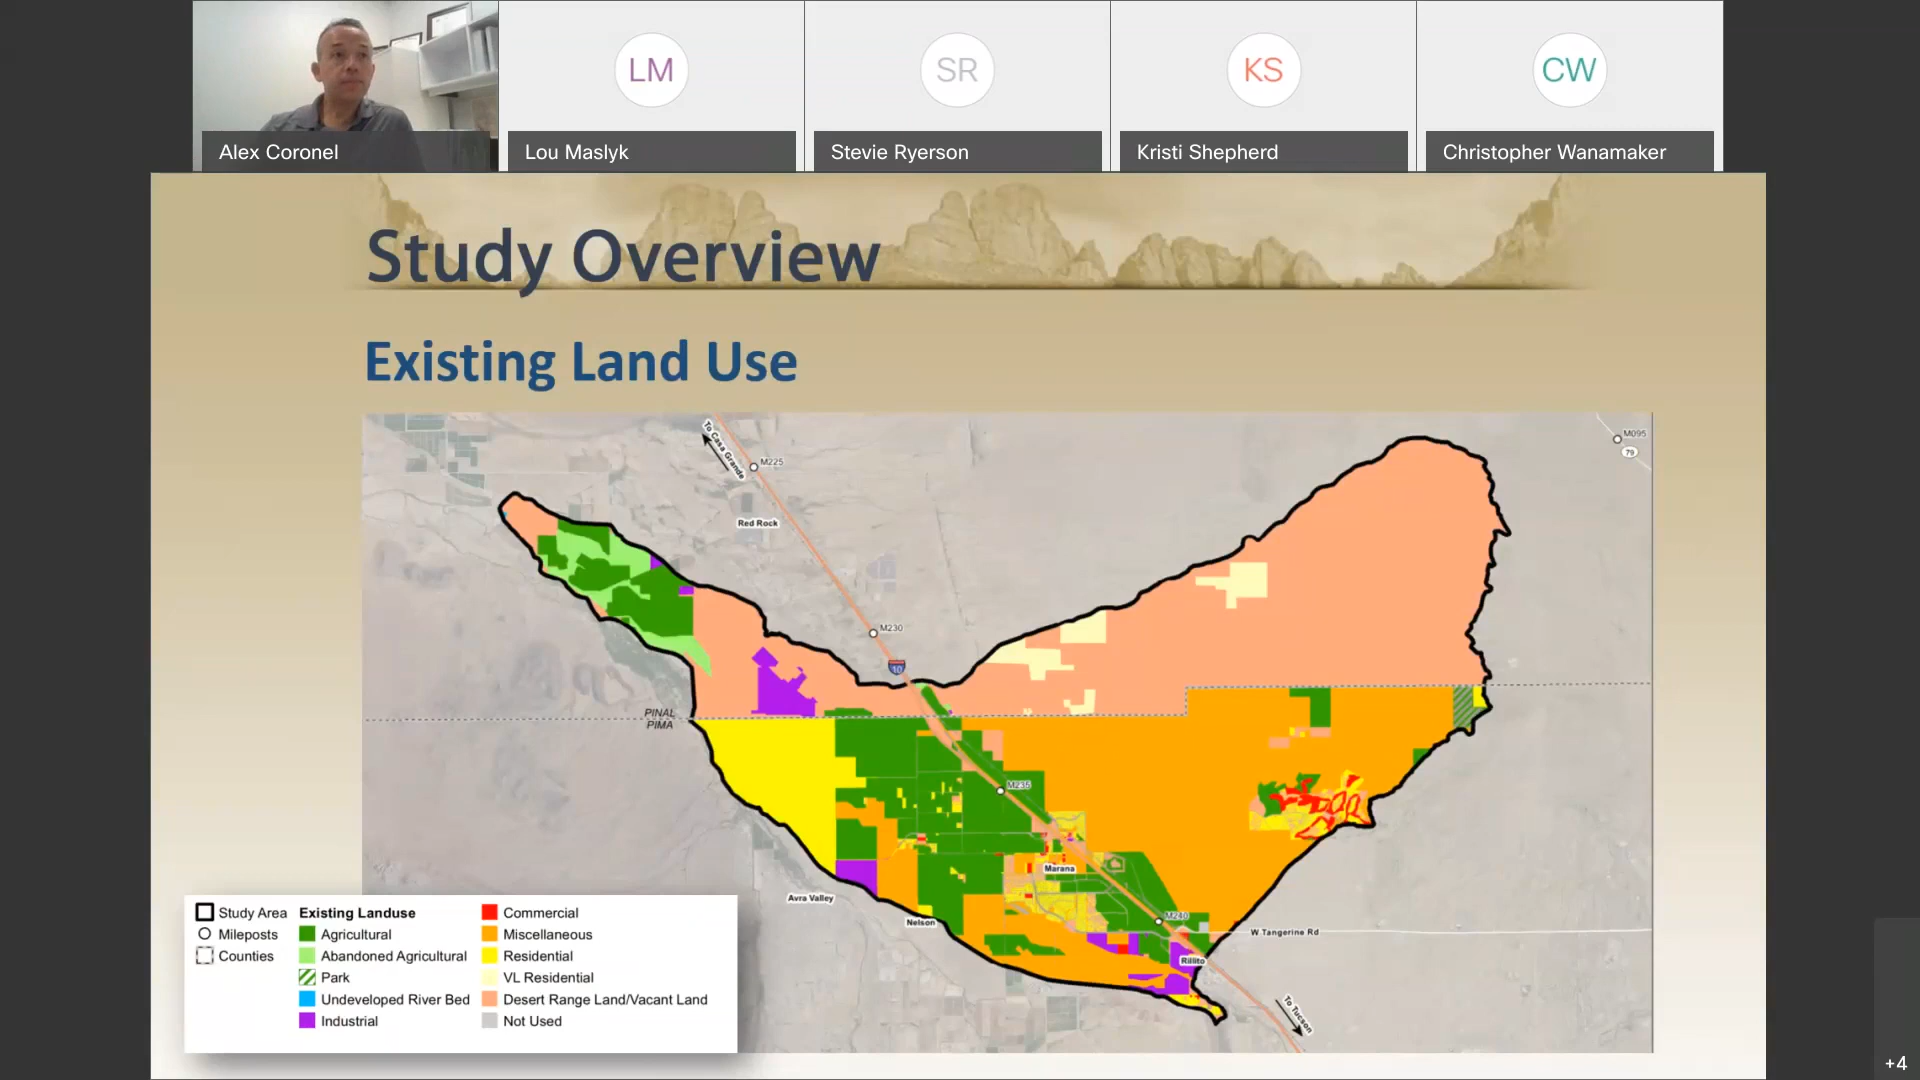 LM
SR
KS
CW
Alex Coronel
Lou Maslyk
Stevie Ryerson
Kristi Shepherd
Christopher Wanamaker
Study Overview
Existing Land Use
To Casa Grande
M225
M095
79
Red Rock
M230
10
PINAL
PIMA
M235
Marana
Avra Valley
Nelson
M240
W Tangerine Rd
Rillito
To Tucson
Study Area
Mileposts
Counties
Existing Landuse
Agricultural
Abandoned Agricultural
Park
Undeveloped River Bed
Industrial
Commercial
Miscellaneous
Residential
VL Residential
Desert Range Land/Vacant Land
Not Used
+4